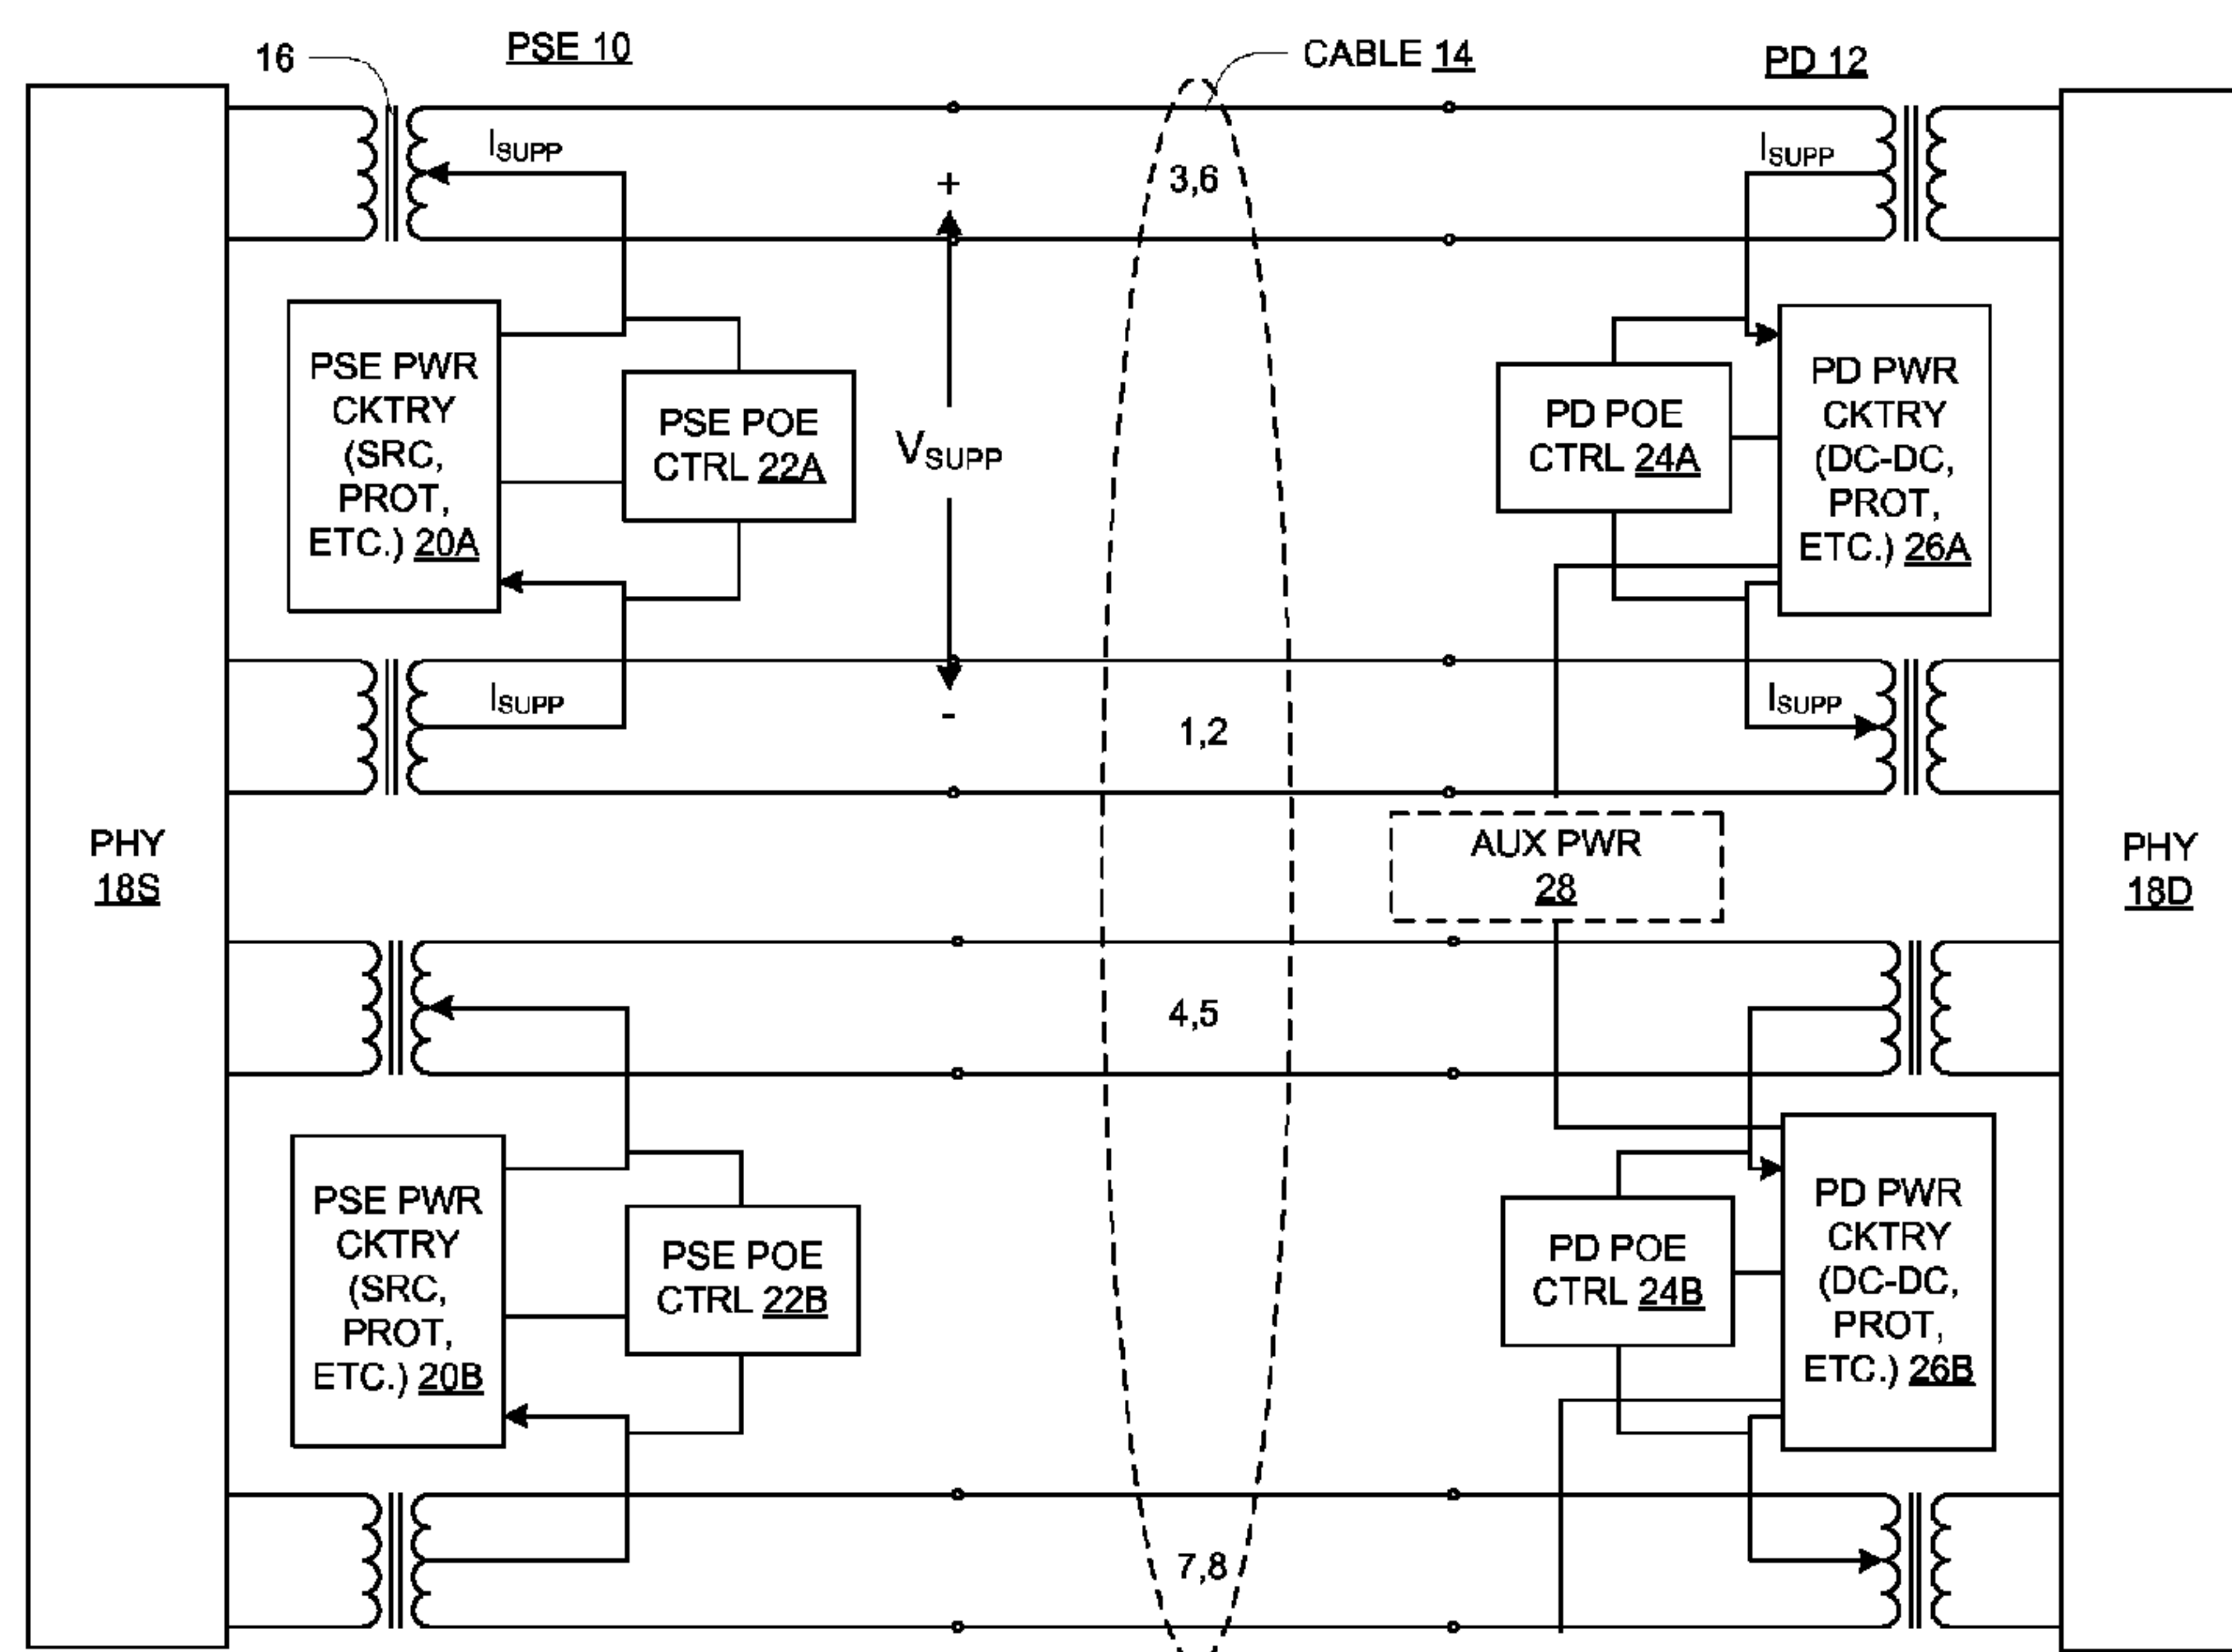 PSE 10
CABLE 14
PD 12
16
ISUPP
ISUPP
+
3,6
PSE PWR
CKTRY
(SRC,
PROT,
ETC.) 20A
PSE POE
CTRL 22A
VSUPP
PD POE
CTRL 24A
PD PWR
CKTRY
(DC-DC,
PROT,
ETC.) 26A
ISUPP
-
1,2
ISUPP
PHY
18S
AUX PWR
28
PHY
18D
4,5
PSE PWR
CKTRY
(SRC,
PROT,
ETC.) 20B
PSE POE
CTRL 22B
PD POE
CTRL 24B
PD PWR
CKTRY
(DC-DC,
PROT,
ETC.) 26B
7,8